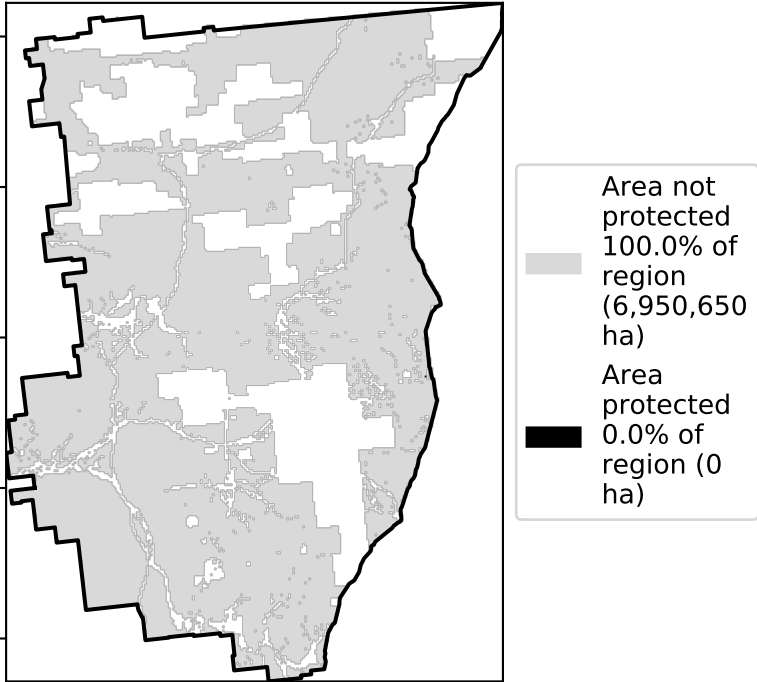 Area not
protected
100.0% of
region
(6,950,650
ha)
Area
protected
0.0% of
region (0
ha)